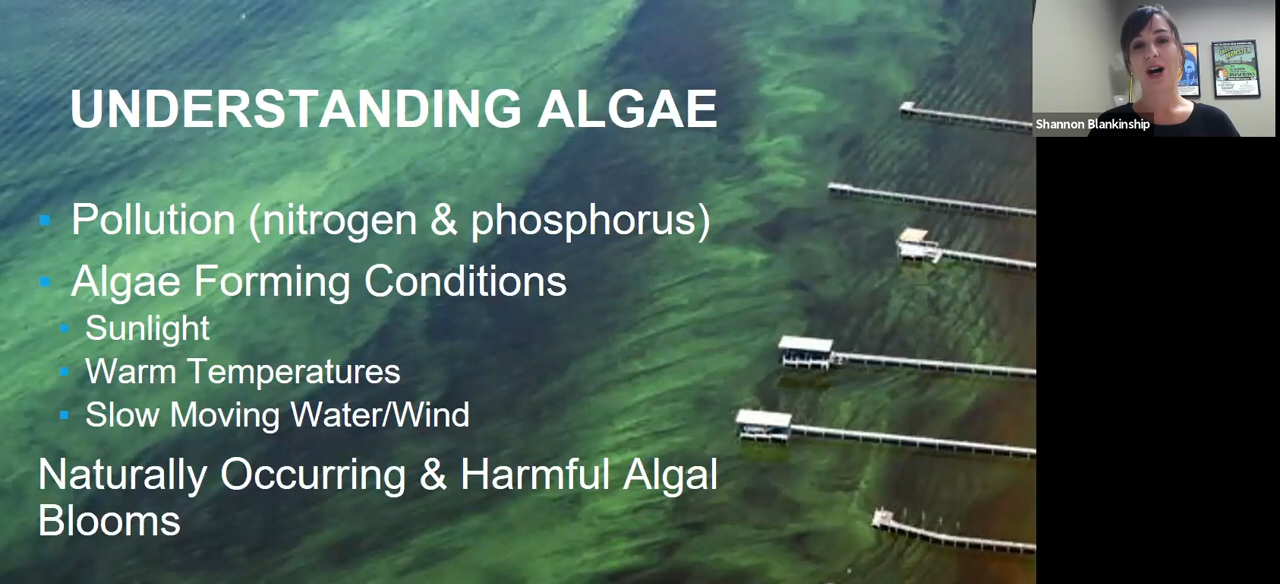 UNDERSTANDING ALGAE
Pollution (nitrogen & phosphorus)
Algae Forming Conditions
Sunlight
Warm Temperatures
Slow Moving Water/Wind
Naturally Occurring & Harmful Algal
Blooms
Shannon Blankinship